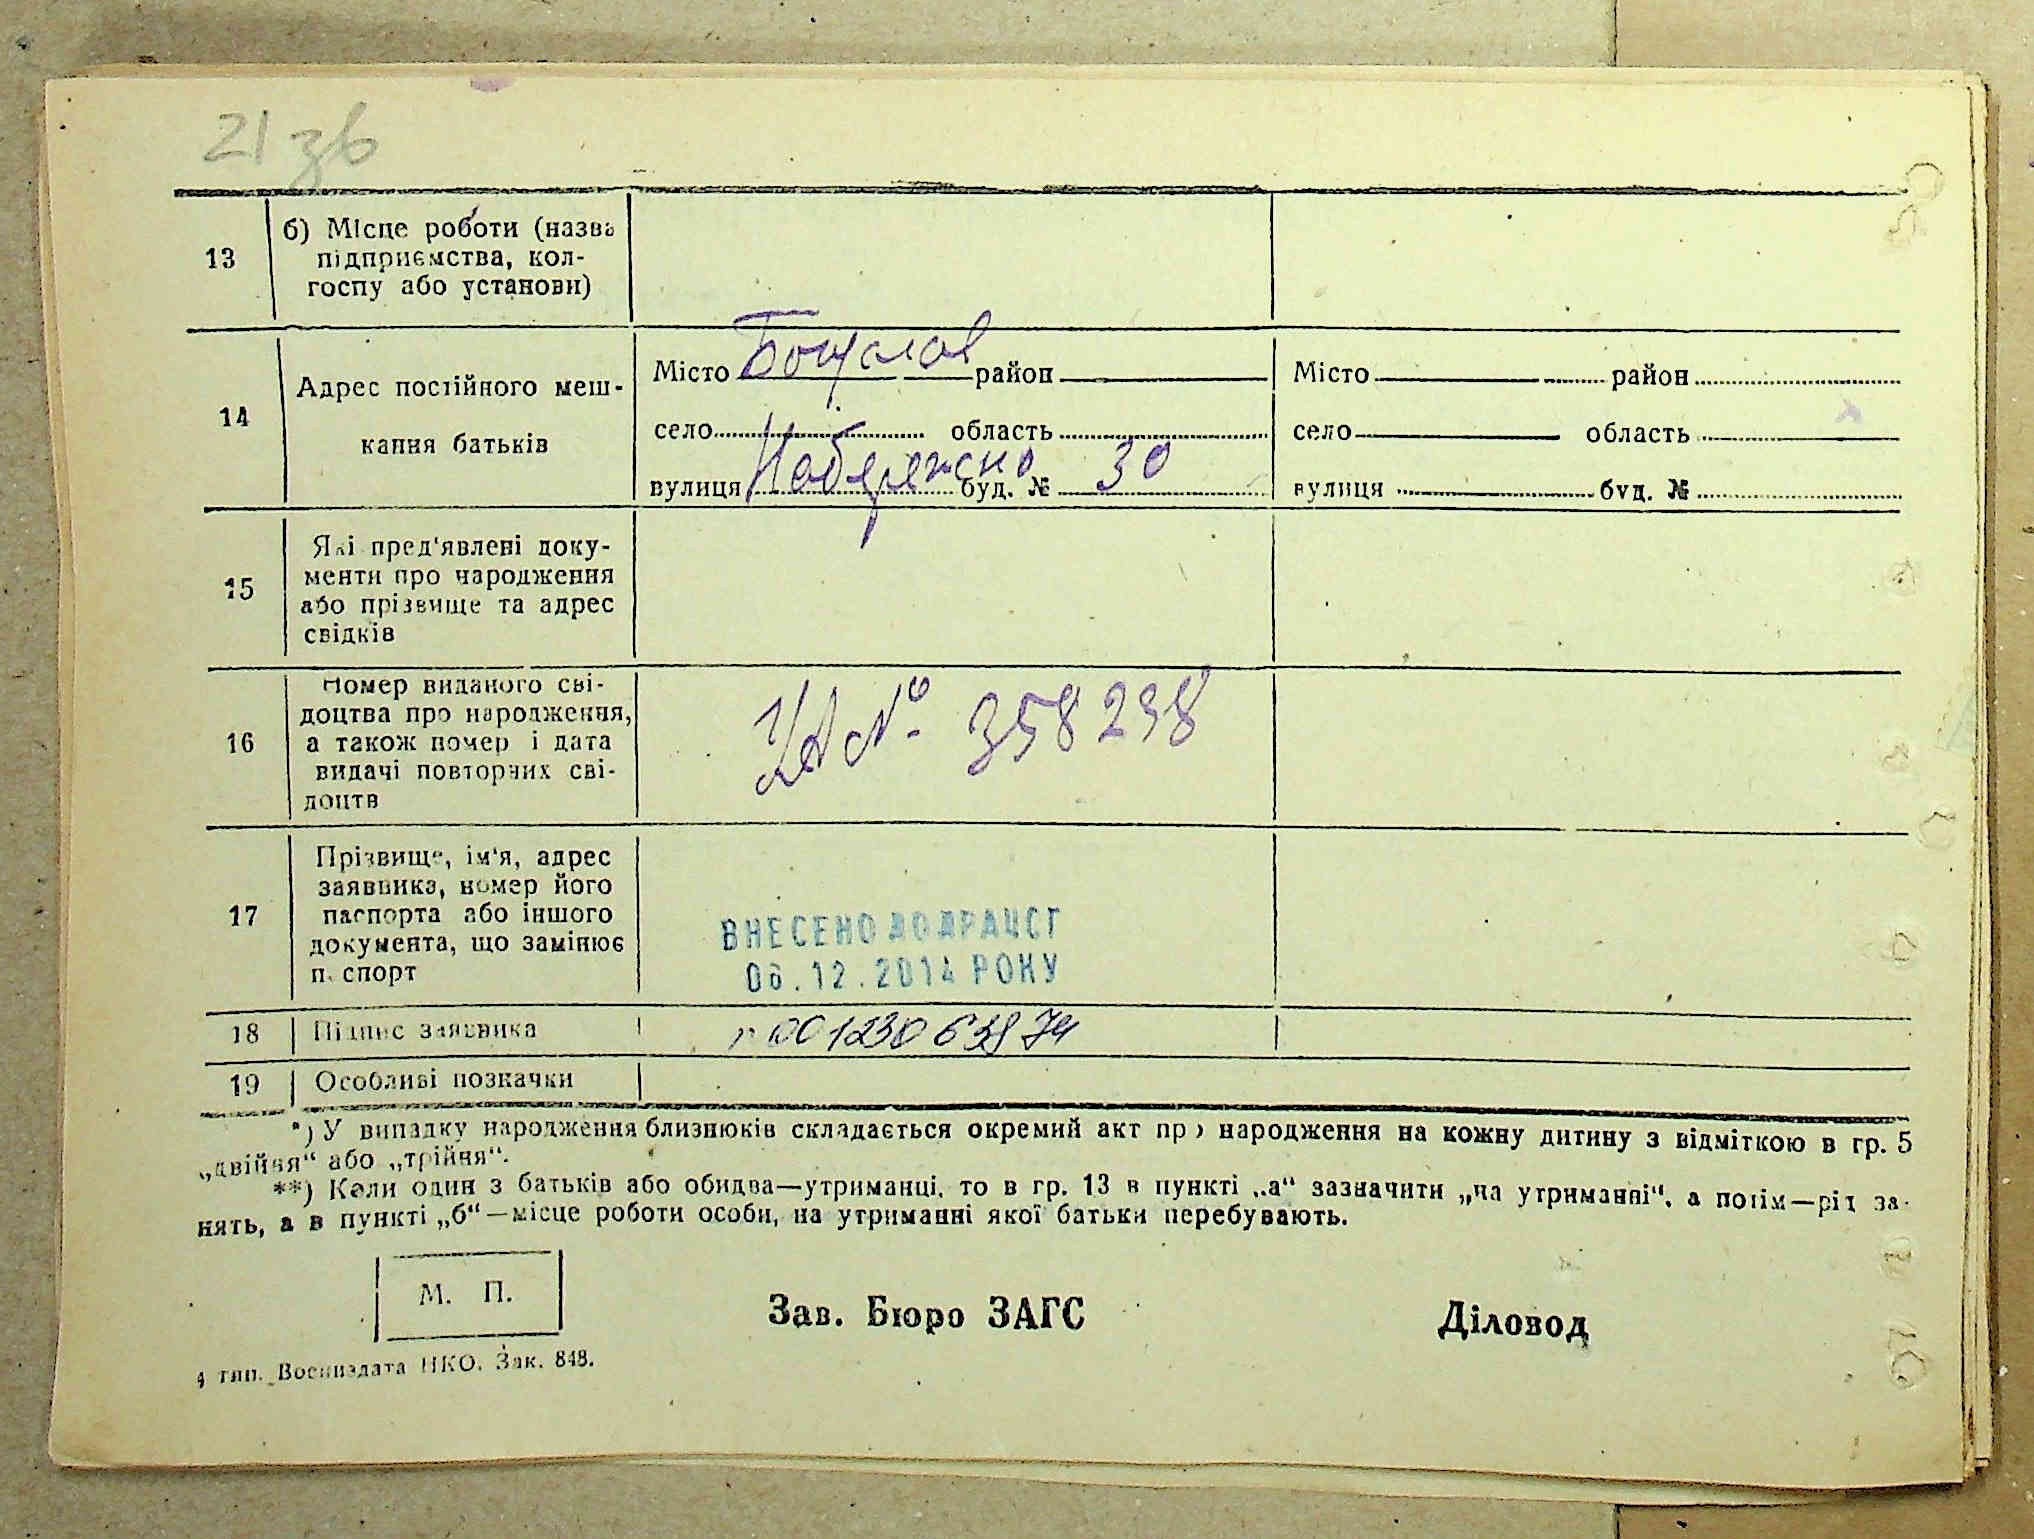 21 зв
13
б) Місце роботи (назва
підприємства, кол-
госпу або установи)
14
Адрес постійного меш-
кання батьків
Місто Богуслав район
село область
вулиця Набережна буд. № 30
Місто район
село область
вулиця буд. №
15
Які пред'явлені доку-
менти про народження
або прізвище та адрес
свідків
16
Номер виданого сві-
доцтва про народження,
а також номер і дата
видачі повторних сві-
доцтв
УА № 358238
17
Прізвище, ім'я, адрес
заявника, номер його
паспорта або іншого
документа, що замінює
паспорт
ВНЕСЕНО ДО ДРАЦСГ
06.12.2014 РОКУ
18
Підпис заявника
00123063874
19
Особливі позначки
*) У випадку народження близнюків складається окремий акт про народження на кожну дитину з відміткою в гр. 5
„двійня“ або „трійня“.
**) Коли один з батьків або обидва—утриманці, то в гр. 13 в пункті „а“ зазначити „на утриманні“, а потім—рід за-
нять, а в пункті „б“—місце роботи особи, на утриманні якої батьки перебувають.
М. П.
Зав. Бюро ЗАГС
Діловод
4 тип. Воениздата НКО. Зак. 848.